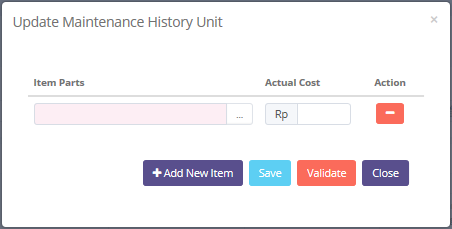 Update Maintenance History Unit ×
Item Parts Actual Cost Action
... Rp
+ Add New Item Save Validate Close